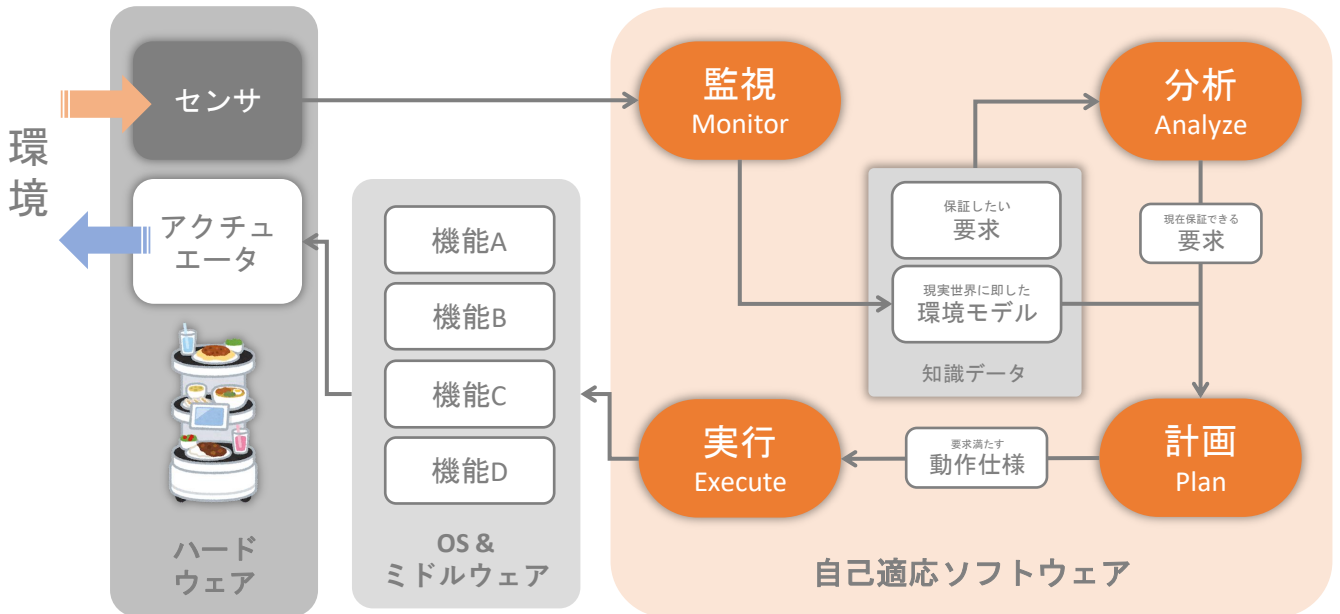 環境
センサ
アクチュ
エータ
ハード
ウェア
機能A
機能B
機能C
機能D
OS &
ミドルウェア
監視
Monitor
分析
Analyze
保証したい
要求
現実世界に即した
環境モデル
知識データ
現在保証できる
要求
計画
Plan
要求満たす
動作仕様
実行
Execute
自己適応ソフトウェア